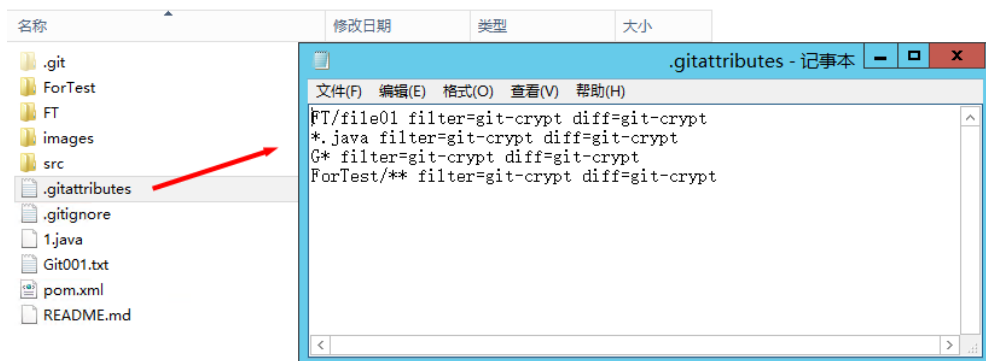 名称 修改日期 类型 大小
.git
ForTest
FT
images
src
.gitattributes
.gitignore
1.java
Git001.txt
pom.xml
README.md
.gitattributes - 记事本
文件(F) 编辑(E) 格式(O) 查看(V) 帮助(H)
FT/file01 filter=git-crypt diff=git-crypt
*.java filter=git-crypt diff=git-crypt
G* filter=git-crypt diff=git-crypt
ForTest/** filter=git-crypt diff=git-crypt